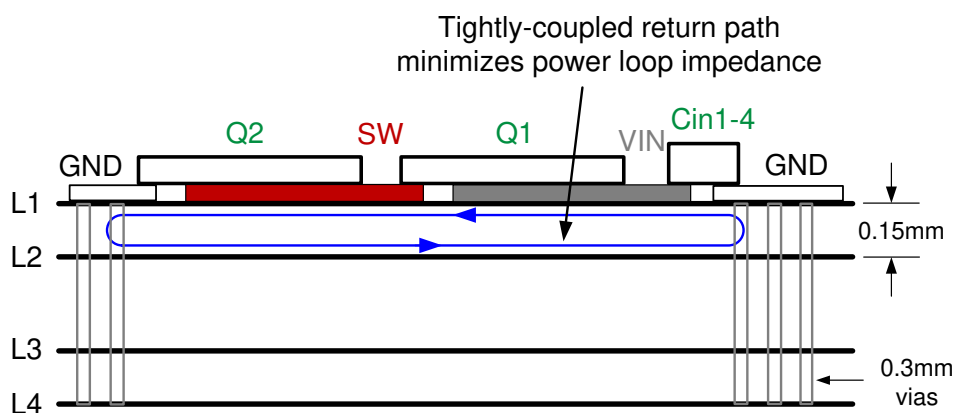 Tightly-coupled return path
minimizes power loop impedance
Cin1-4
Q2
SW
Q1
VIN
GND
GND
L1
0.15mm
L2
L3
0.3mm
vias
L4